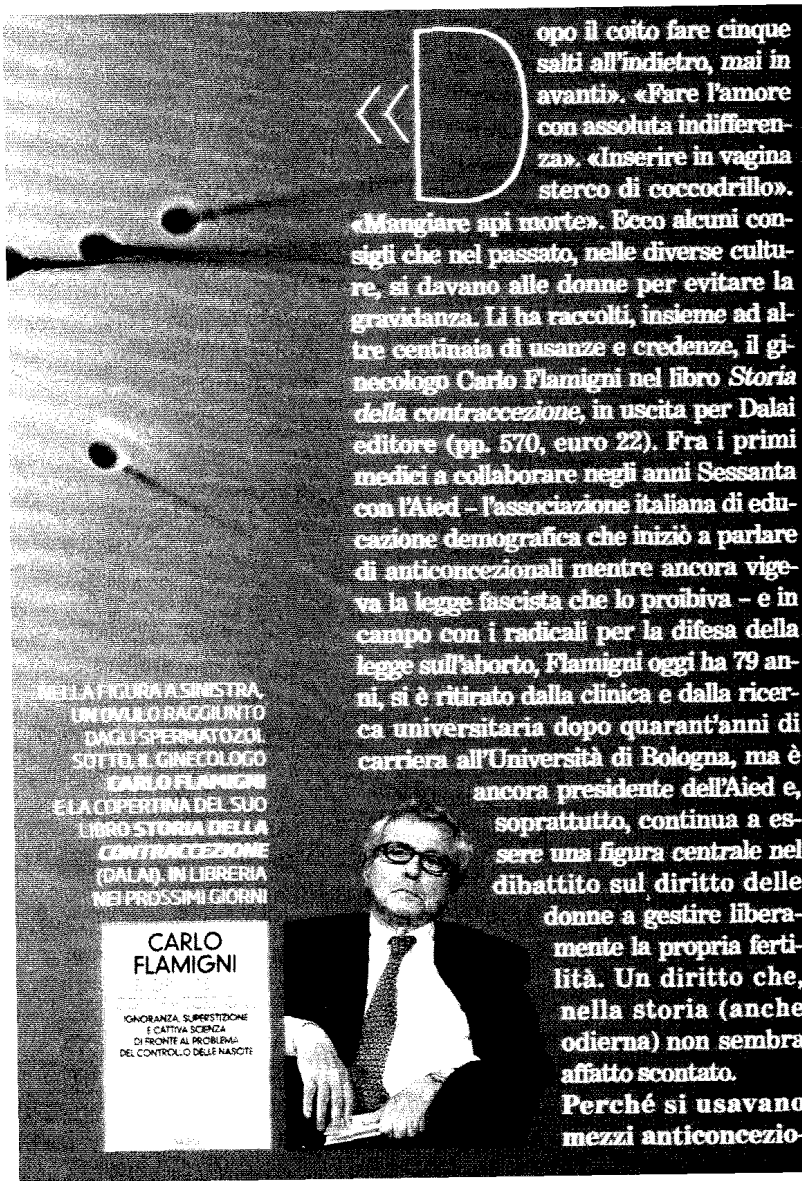 «D
opo il coito fare cinque
salti all'indietro, mai in
avanti». «Fare l'amore
con assoluta indifferen-
za». «Inserire in vagina
sterco di coccodrillo».
«Mangiare api morte». Ecco alcuni con-
sigli che nel passato, nelle diverse cultu-
re, si davano alle donne per evitare la
gravidanza. Li ha raccolti, insieme ad al-
tre centinaia di usanze e credenze, il gi-
necologo Carlo Flamigni nel libro Storia
della contraccezione, in uscita per Dalai
editore (pp. 570, euro 22). Fra i primi
medici a collaborare negli anni Sessanta
con l'Aied – l'associazione italiana di edu-
cazione demografica che iniziò a parlare
di anticoncezionali mentre ancora vige-
va la legge fascista che lo proibiva – e in
campo con i radicali per la difesa della
legge sull'aborto, Flamigni oggi ha 79 an-
ni, si è ritirato dalla clinica e dalla ricer-
ca universitaria dopo quarant'anni di
carriera all'Università di Bologna, ma è
ancora presidente dell'Aied e,
soprattutto, continua a es-
sere una figura centrale nel
dibattito sul diritto delle
donne a gestire libera-
mente la propria ferti-
lità. Un diritto che,
nella storia (anche
odierna) non sembra
affatto scontato.
Perché si usavano
mezzi anticoncezio-
NELLA FIGURA A SINISTRA,
UN OVULO RAGGIUNTO
DAGLI SPERMATOZOI.
SOTTO, IL GINECOLOGO
CARLO FLAMIGNI
E LA COPERTINA DEL SUO
LIBRO STORIA DELLA
CONTRACCEZIONE
(DALAI). IN LIBRERIA
NEI PROSSIMI GIORNI
CARLO
FLAMIGNI
IGNORANZA, SUPERSTIZIONE
E CATTIVA SCIENZA
DI FRONTE AL PROBLEMA
DEL CONTROLLO DELLE NASCITE